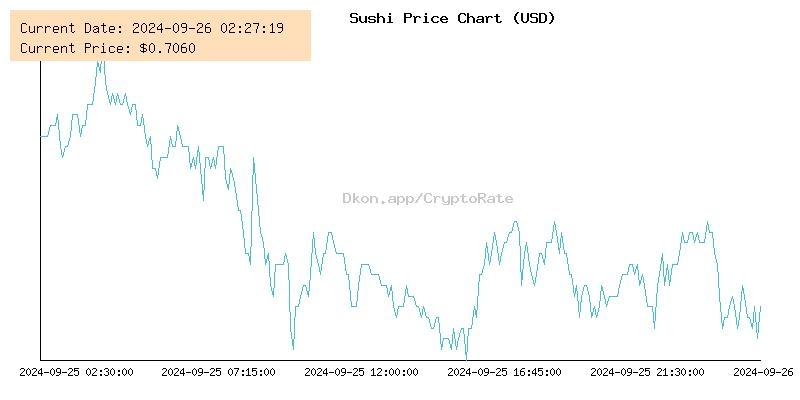 Sushi Price Chart (USD)
Current Date: 2024-09-26 02:27:19
Current Price: $0.7060
Dkon.app/CryptoRate
2024-09-25 02:30:00 2024-09-25 07:15:00 2024-09-25 12:00:00 2024-09-25 16:45:00 2024-09-25 21:30:00 2024-09-26